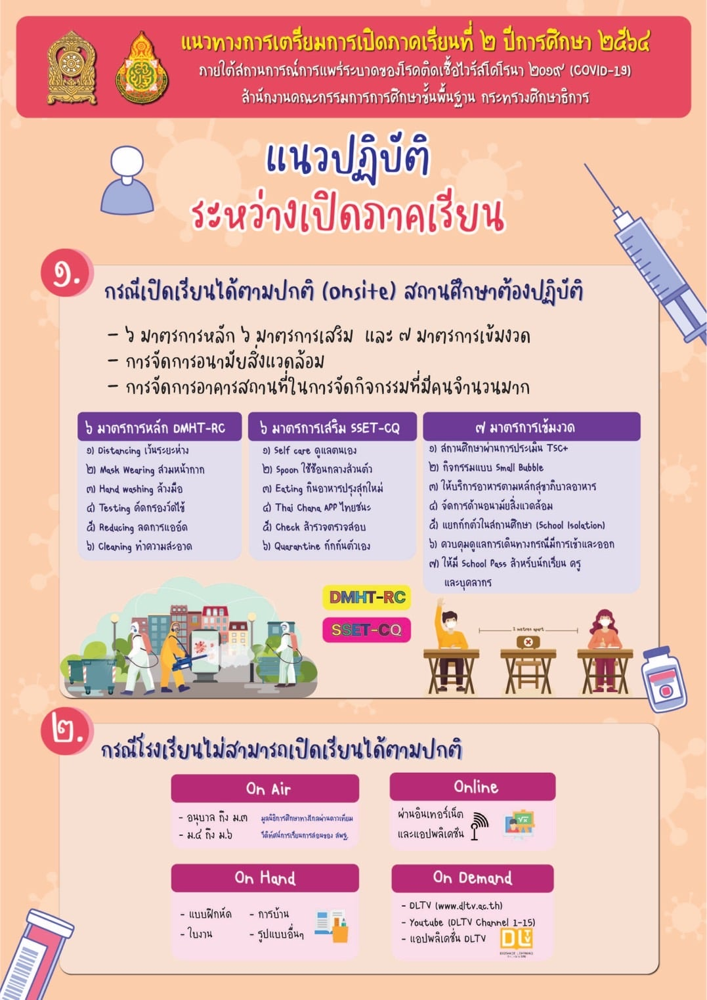 แนวทางการเตรียมการเปิดภาคเรียนที่ ๒ ปีการศึกษา ๒๕๖๔
ภายใต้สถานการณ์การแพร่ระบาดของโรคติดเชื้อไวรัสโคโรนา ๒๐๑๙ (COVID-19)
สำนักงานคณะกรรมการการศึกษาขั้นพื้นฐาน กระทรวงศึกษาธิการ
แนวปฏิบัติ
ระหว่างเปิดภาคเรียน
๑.
กรณีเปิดเรียนได้ตามปกติ (onsite) สถานศึกษาต้องปฏิบัติ
- ๖ มาตรการหลัก ๖ มาตรการเสริม และ ๗ มาตรการเข้มงวด
- การจัดการอนามัยสิ่งแวดล้อม
- การจัดการอาคารสถานที่ในการจัดกิจกรรมที่มีคนจำนวนมาก
๖ มาตรการหลัก DMHT-RC
๑) Distancing เว้นระยะห่าง
๒) Mask Wearing สวมหน้ากาก
๓) Hand washing ล้างมือ
๔) Testing คัดกรองวัดไข้
๕) Reducing ลดการแออัด
๖) Cleaning ทำความสะอาด
๖ มาตรการเสริม SSET-CQ
๑) Self care ดูแลตนเอง
๒) Spoon ใช้ช้อนกลางส่วนตัว
๓) Eating กินอาหารปรุงสุกใหม่
๔) Thai Chana APP ไทยชนะ
๕) Check สำรวจตรวจสอบ
๖) Quarantine กักกันตัวเอง
๗ มาตรการเข้มงวด
๑) สถานศึกษาผ่านการประเมิน TSC+
๒) กิจกรรมแบบ Small Bubble
๓) ให้บริการอาหารตามหลักสุขาภิบาลอาหาร
๔) จัดการด้านอนามัยสิ่งแวดล้อม
๕) แยกกักตัวในสถานศึกษา (School Isolation)
๖) ควบคุมดูแลการเดินทางกรณีมีการเข้าและออก
๗) ให้มี School Pass สำหรับนักเรียน ครู
และบุคลากร
DMHT-RC
SSET-CQ
2 metres apart
๒.
กรณีโรงเรียนไม่สามารถเปิดเรียนได้ตามปกติ
On Air
- อนุบาล ถึง ม.๓ มูลนิธิการศึกษาทางไกลผ่านดาวเทียม
- ม.๔ ถึง ม.๖ วีดิทัศน์การเรียนการสอนของ สพฐ.
Online
ผ่านอินเทอร์เน็ต
และแอปพลิเคชั่น
On Hand
- แบบฝึกหัด - การบ้าน
- ใบงาน - รูปแบบอื่นๆ
On Demand
- DLTV (www.dltv.ac.th)
- Youtube (DLTV Channel 1-15)
- แอปพลิเคชั่น DLTV
DLTV
DISTANCE LEARNING